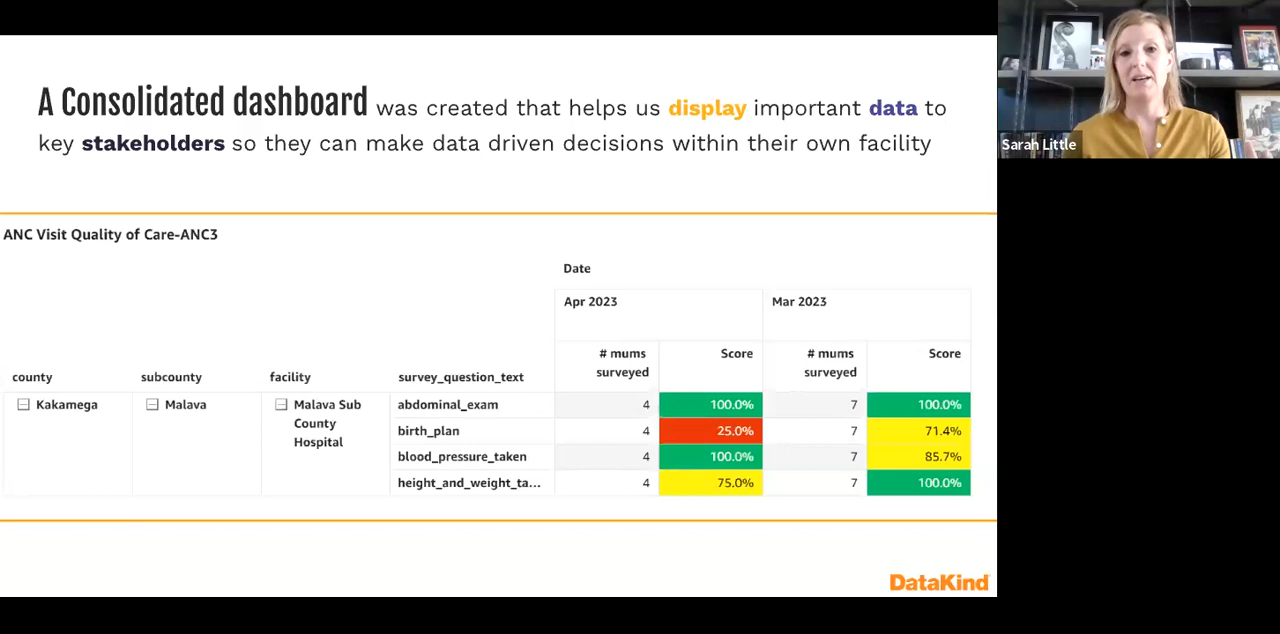 A Consolidated dashboard was created that helps us display important data to
key stakeholders so they can make data driven decisions within their own facility
Sarah Little
ANC Visit Quality of Care-ANC3
Date
Apr 2023 Mar 2023
# mums surveyed Score # mums surveyed Score
county subcounty facility survey_question_text
Kakamega Malava Malava Sub County Hospital abdominal_exam 4 100.0% 7 100.0%
birth_plan 4 25.0% 7 71.4%
blood_pressure_taken 4 100.0% 7 85.7%
height_and_weight_ta... 4 75.0% 7 100.0%
DataKind